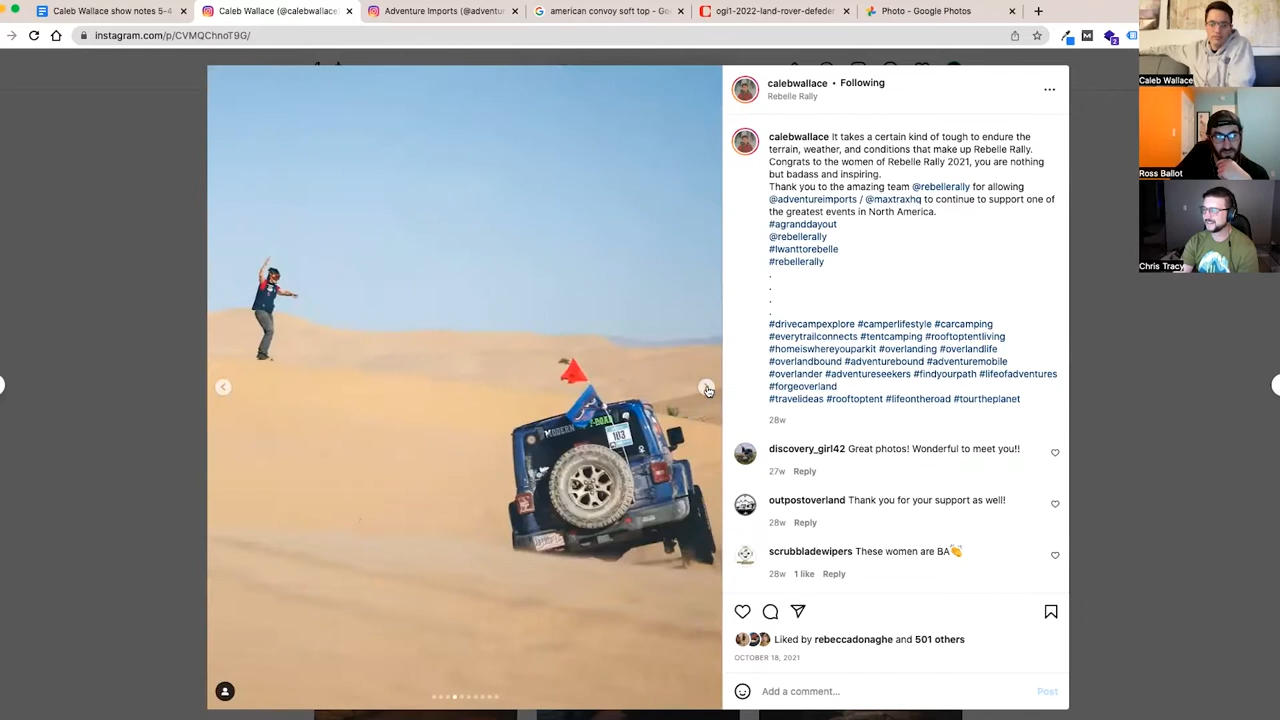 Caleb Wallace show notes 5-4
Caleb Wallace (@calebwallace)
Adventure Imports (@adventur
american convoy soft top - Go
ogi1-2022-land-rover-defeder
Photo - Google Photos
instagram.com/p/CVMQChnoT9G/
Caleb Wallace
Ross Ballot
Chris Tracy
calebwallace • Following
Rebelle Rally
calebwallace It takes a certain kind of tough to endure the
terrain, weather, and conditions that make up Rebelle Rally.
Congrats to the women of Rebelle Rally 2021, you are nothing
but badass and inspiring.
Thank you to the amazing team @rebellerally for allowing
@adventureimports / @maxtraxhq to continue to support one of
the greatest events in North America.
#agranddayout
@rebellerally
#Iwanttorebelle
#rebellerally
.
.
.
.
#drivecampexplore #camperlifestyle #carcamping
#everytrailconnects #tentcamping #rooftoptentliving
#homeiswhereyouparkit #overlanding #overlandlife
#overlandbound #adventurebound #adventuremobile
#overlander #adventureseekers #findyourpath #lifeofadventures
#forgeoverland
#travelideas #rooftoptent #lifeontheroad #tourtheplanet
28w
discovery_girl42 Great photos! Wonderful to meet you!!
27w Reply
outpostoverland Thank you for your support as well!
28w Reply
scrubbladewipers These women are BA👏
28w 1 like Reply
Liked by rebeccadonaghe and 501 others
OCTOBER 18, 2021
Add a comment... Post
MODERN
103